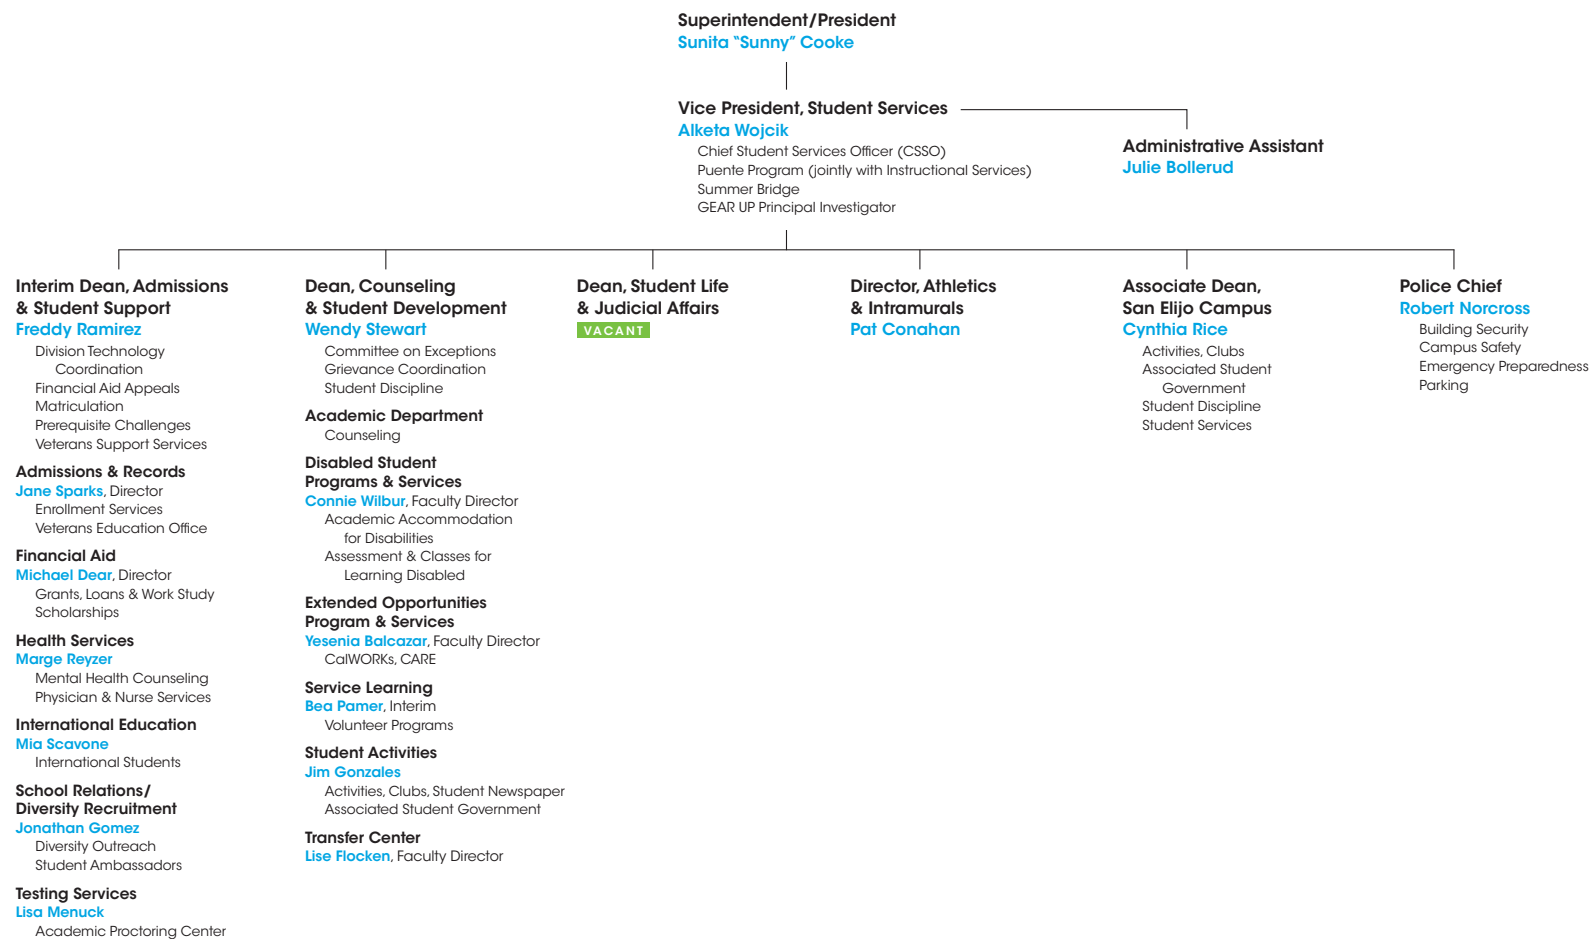 Superintendent/President
Sunita “Sunny” Cooke
Vice President, Student Services
Alketa Wojcik
Chief Student Services Officer (CSSO)
Puente Program (jointly with Instructional Services)
Summer Bridge
GEAR UP Principal Investigator
Administrative Assistant
Julie Bollerud
Interim Dean, Admissions
& Student Support
Freddy Ramirez
Division Technology
Coordination
Financial Aid Appeals
Matriculation
Prerequisite Challenges
Veterans Support Services
Admissions & Records
Jane Sparks, Director
Enrollment Services
Veterans Education Office
Financial Aid
Michael Dear, Director
Grants, Loans & Work Study
Scholarships
Health Services
Marge Reyzer
Mental Health Counseling
Physician & Nurse Services
International Education
Mia Scavone
International Students
School Relations/
Diversity Recruitment
Jonathan Gomez
Diversity Outreach
Student Ambassadors
Testing Services
Lisa Menuck
Academic Proctoring Center
Dean, Counseling
& Student Development
Wendy Stewart
Committee on Exceptions
Grievance Coordination
Student Discipline
Academic Department
Counseling
Disabled Student
Programs & Services
Connie Wilbur, Faculty Director
Academic Accommodation
for Disabilities
Assessment & Classes for
Learning Disabled
Extended Opportunities
Program & Services
Yesenia Balcazar, Faculty Director
CalWORKs, CARE
Service Learning
Bea Pamer, Interim
Volunteer Programs
Student Activities
Jim Gonzales
Activities, Clubs, Student Newspaper
Associated Student Government
Transfer Center
Lise Flocken, Faculty Director
Dean, Student Life
& Judicial Affairs
VACANT
Director, Athletics
& Intramurals
Pat Conahan
Associate Dean,
San Elijo Campus
Cynthia Rice
Activities, Clubs
Associated Student
Government
Student Discipline
Student Services
Police Chief
Robert Norcross
Building Security
Campus Safety
Emergency Preparedness
Parking